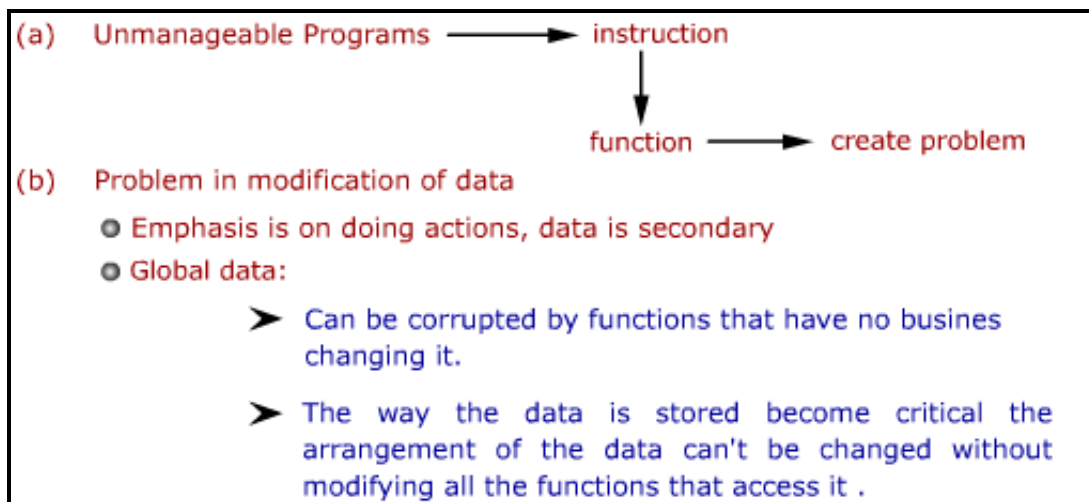 (a) Unmanageable Programs instruction
function create problem
(b) Problem in modification of data
Emphasis is on doing actions, data is secondary
Global data:
Can be corrupted by functions that have no busines
changing it.
The way the data is stored become critical the
arrangement of the data can't be changed without
modifying all the functions that access it .